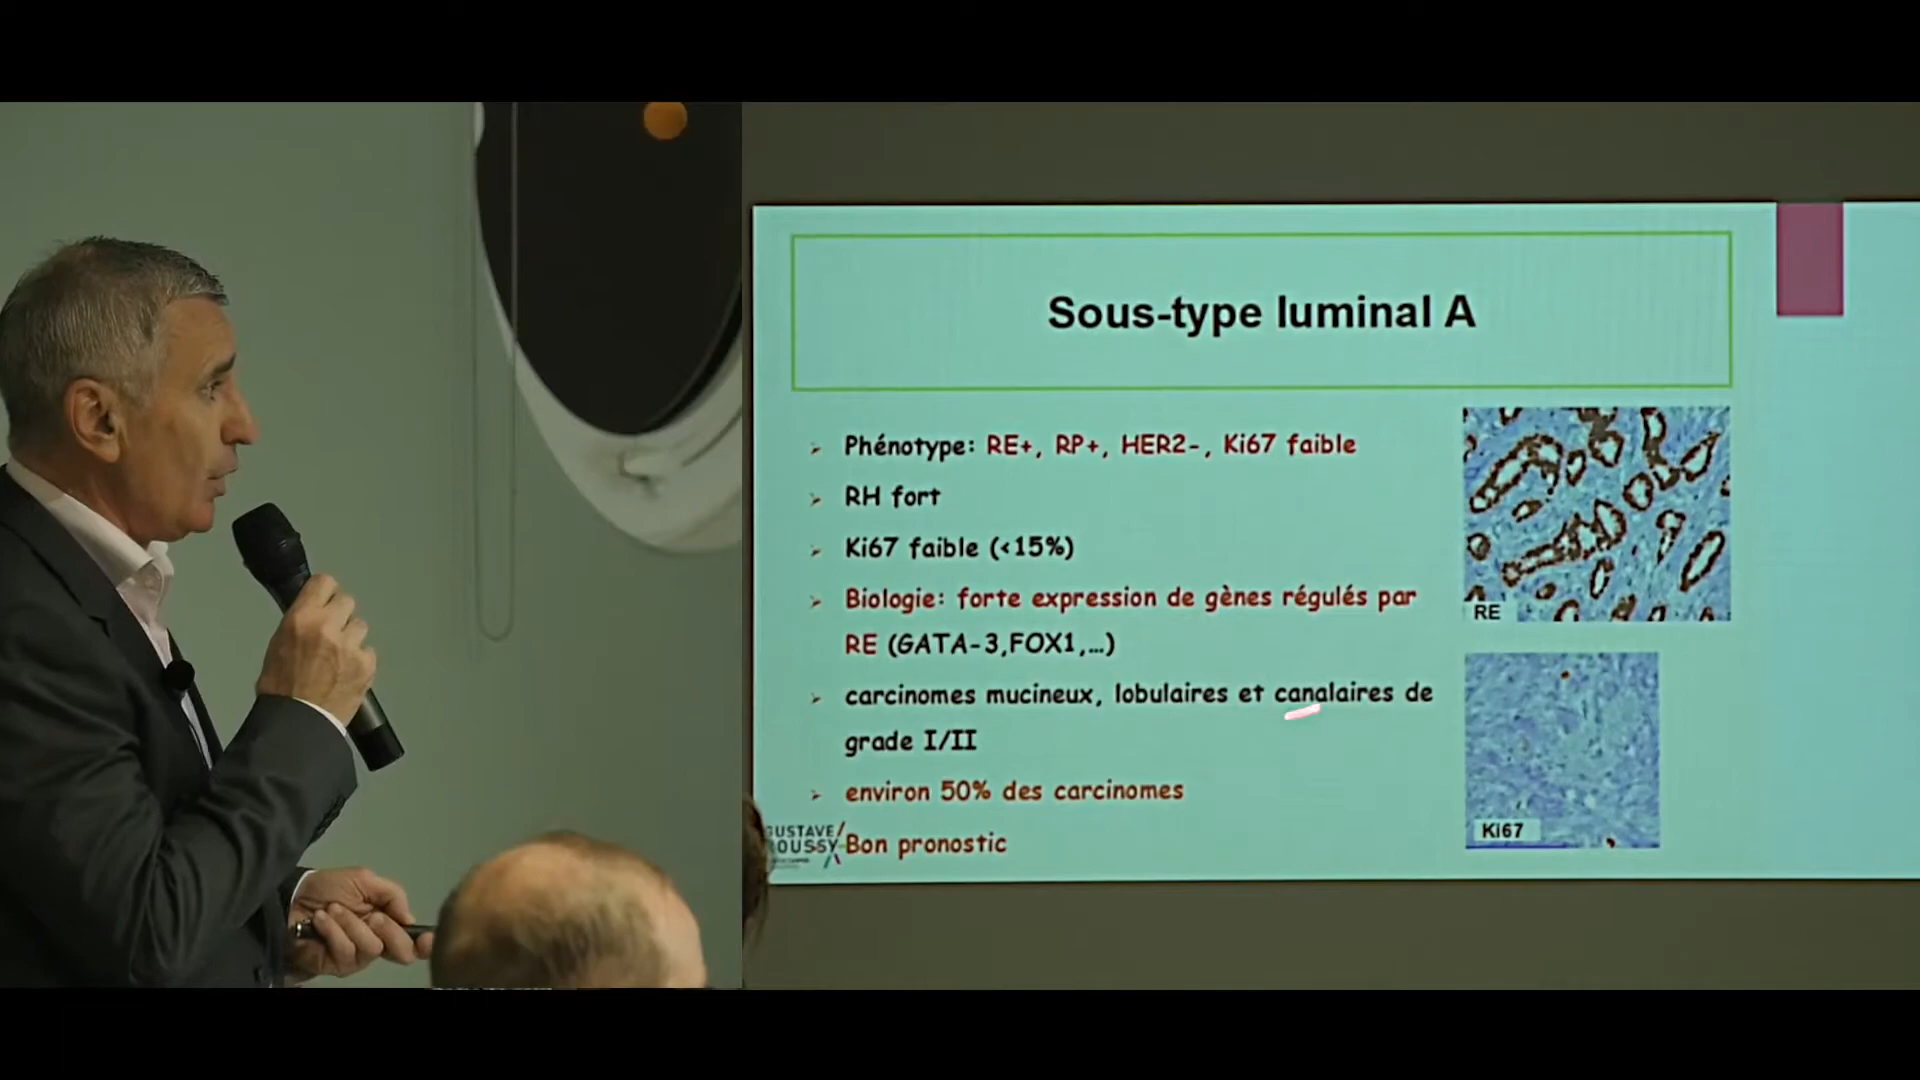 Sous-type luminal A
Phénotype: RE+, RP+, HER2-, Ki67 faible
RH fort
Ki67 faible (<15%)
Biologie: forte expression de gènes régulés par
RE (GATA-3,FOX1,…)
carcinomes mucineux, lobulaires et canalaires de
grade I/II
environ 50% des carcinomes
Bon pronostic
RE
Ki67
GUSTAVE/
ROUSSY